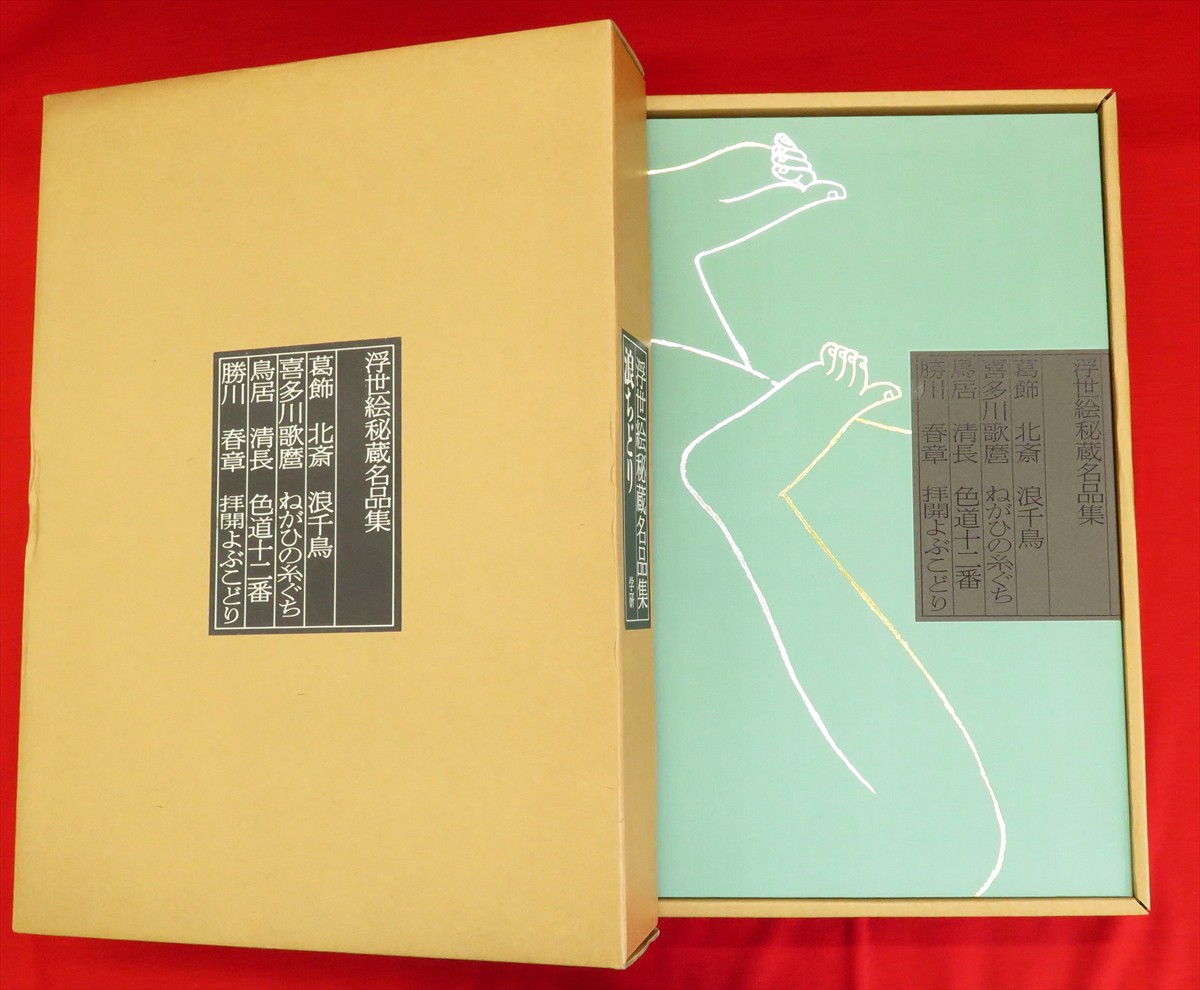 浮世絵秘蔵名品集
葛飾 北斎 浪千鳥
喜多川歌麿 ねがひの糸ぐち
鳥居 清長 色道十二番
勝川 春章 拝開よぶこどり
浮世絵秘蔵名品集 学研
浪ちどり
浮世絵秘蔵名品集
葛飾 北斎 浪千鳥
喜多川歌麿 ねがひの糸ぐち
鳥居 清長 色道十二番
勝川 春章 拝開よぶこどり